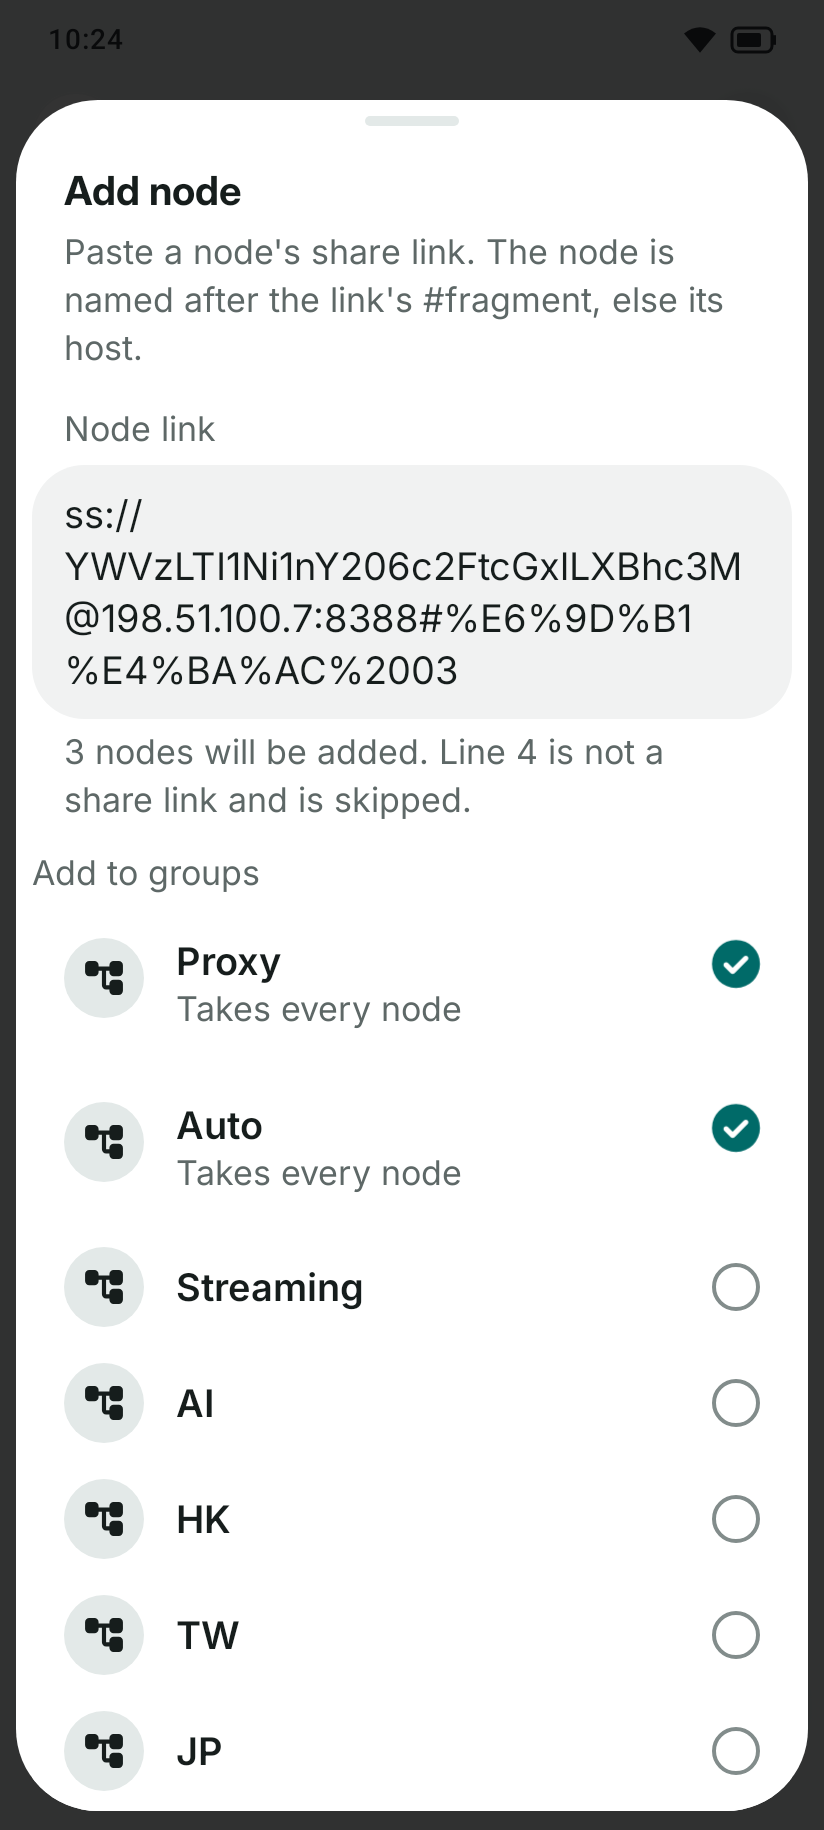 10:24
Add node
Paste a node's share link. The node is
named after the link's #fragment, else its
host.
Node link
ss://
YWVzLTI1Ni1nY206c2FtcGxlLXBhc3M
@198.51.100.7:8388#%E6%9D%B1
%E4%BA%AC%2003
3 nodes will be added. Line 4 is not a
share link and is skipped.
Add to groups
Proxy
Takes every node
Auto
Takes every node
Streaming
AI
HK
TW
JP